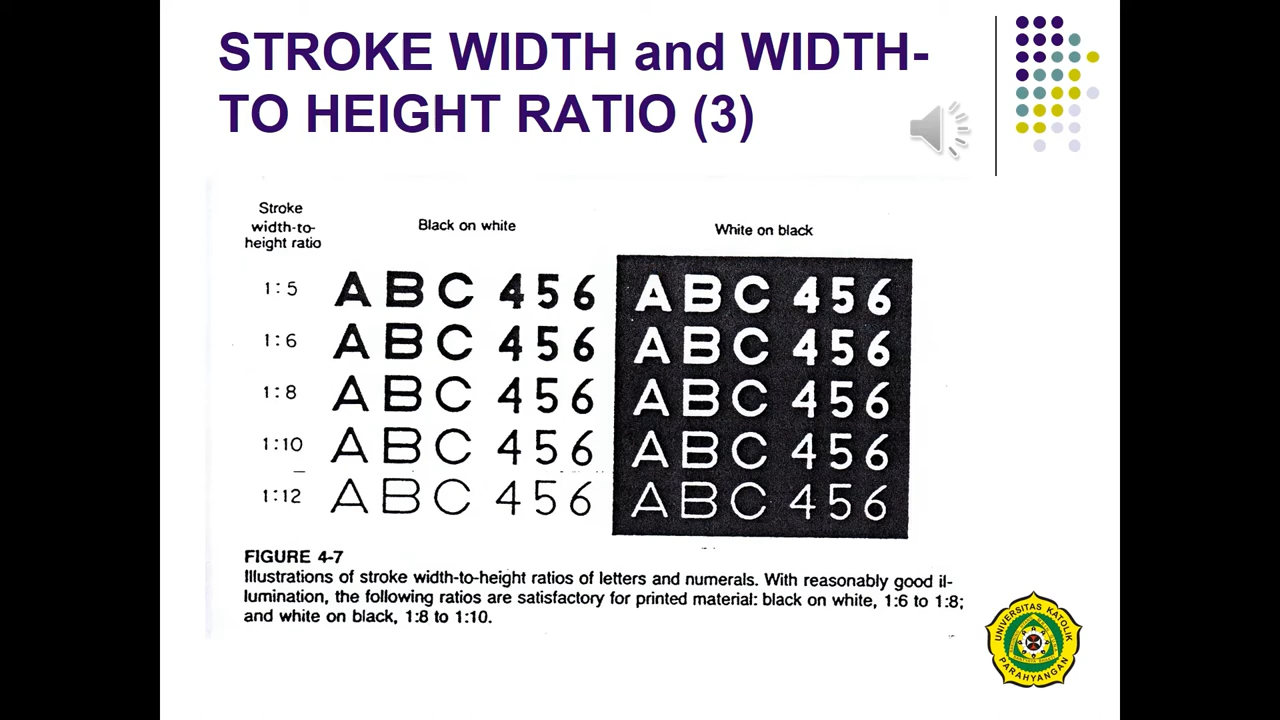 STROKE WIDTH and WIDTH-
TO HEIGHT RATIO (3)
Stroke
width-to-
height ratio
Black on white
White on black
1:5 ABC 456 ABC 456
1:6 ABC 456 ABC 456
1:8 ABC 456 ABC 456
1:10 ABC 456 ABC 456
1:12 ABC 456 ABC 456
FIGURE 4-7
Illustrations of stroke width-to-height ratios of letters and numerals. With reasonably good il-
lumination, the following ratios are satisfactory for printed material: black on white, 1:6 to 1:8;
and white on black, 1:8 to 1:10.
UNIVERSITAS KATOLIK
PARAHYANGAN